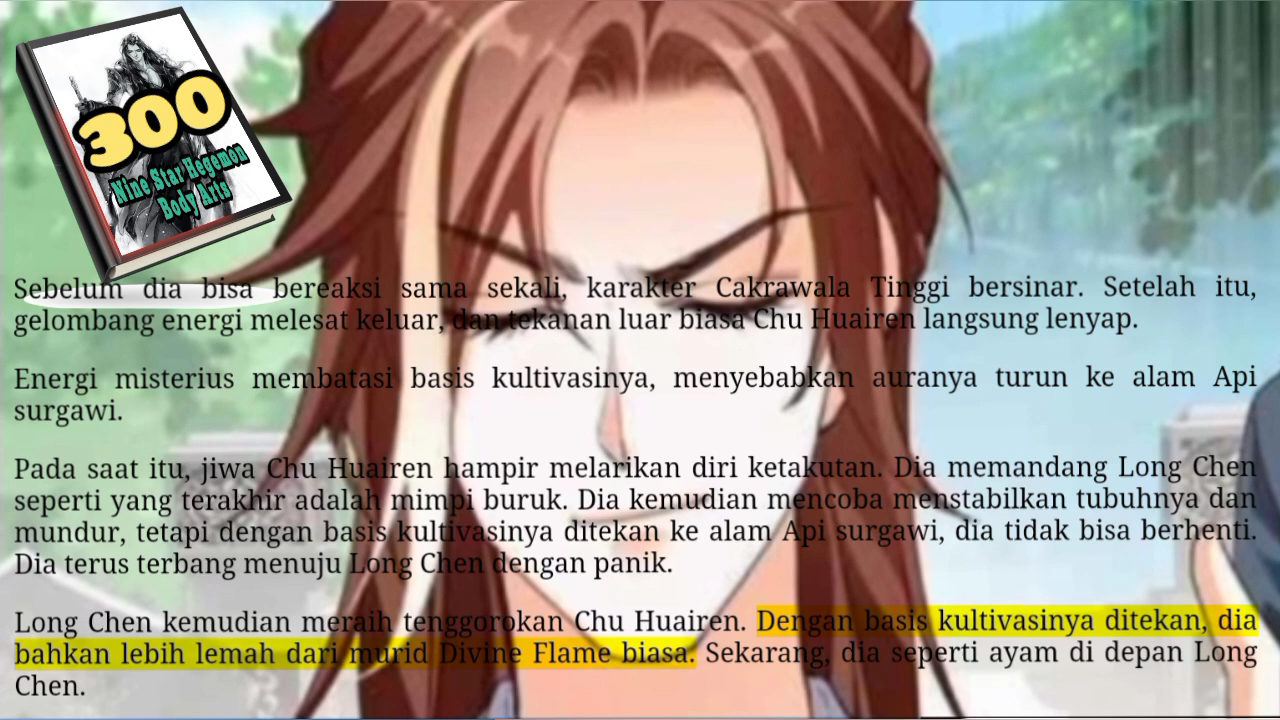 300
Nine Star Hegemon
Body Arts
Sebelum dia bisa bereaksi sama sekali, karakter Cakrawala Tinggi bersinar. Setelah itu,
gelombang energi melesat keluar, dan tekanan luar biasa Chu Huairen langsung lenyap.
Energi misterius membatasi basis kultivasinya, menyebabkan auranya turun ke alam Api
surgawi.
Pada saat itu, jiwa Chu Huairen hampir melarikan diri ketakutan. Dia memandang Long Chen
seperti yang terakhir adalah mimpi buruk. Dia kemudian mencoba menstabilkan tubuhnya dan
mundur, tetapi dengan basis kultivasinya ditekan ke alam Api surgawi, dia tidak bisa berhenti.
Dia terus terbang menuju Long Chen dengan panik.
Long Chen kemudian meraih tenggorokan Chu Huairen. Dengan basis kultivasinya ditekan, dia
bahkan lebih lemah dari murid Divine Flame biasa. Sekarang, dia seperti ayam di depan Long
Chen.